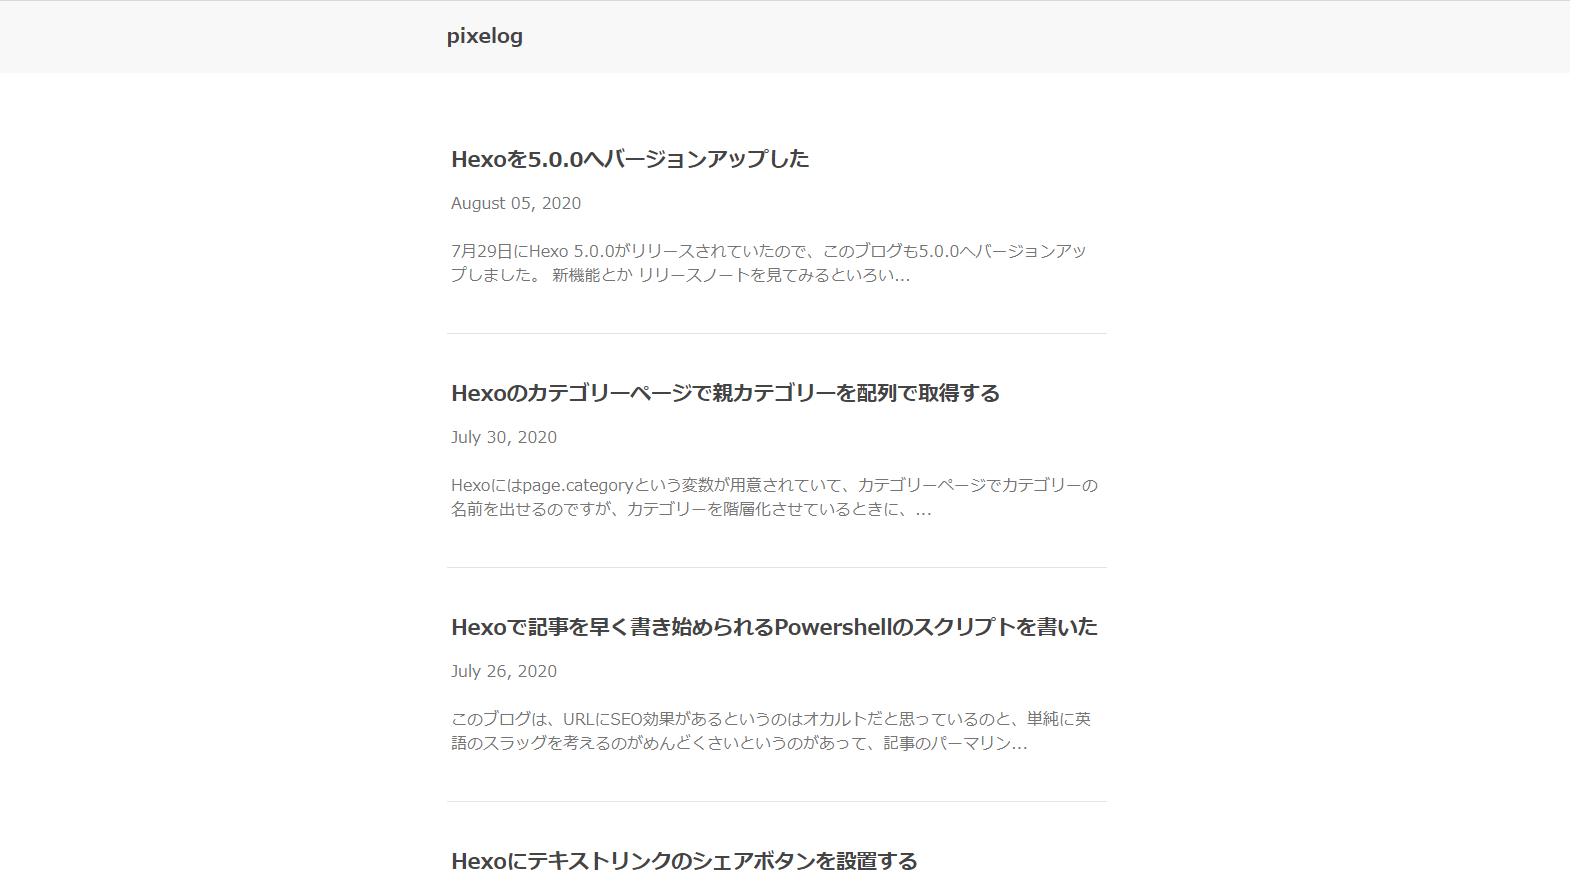 pixelog
Hexoを5.0.0へバージョンアップした
August 05, 2020
7月29日にHexo 5.0.0がリリースされていたので、このブログも5.0.0へバージョンアッ
プしました。 新機能とか リリースノートを見てみるといろい...
Hexoのカテゴリーページで親カテゴリーを配列で取得する
July 30, 2020
Hexoにはpage.categoryという変数が用意されていて、カテゴリーページでカテゴリーの
名前を出せるのですが、カテゴリーを階層化させているときに、...
Hexoで記事を早く書き始められるPowershellのスクリプトを書いた
July 26, 2020
このブログは、URLにSEO効果があるというのはオカルトだと思っているのと、単純に英
語のスラッグを考えるのがめんどくさいというのがあって、記事のパーマリン...
Hexoにテキストリンクのシェアボタンを設置する